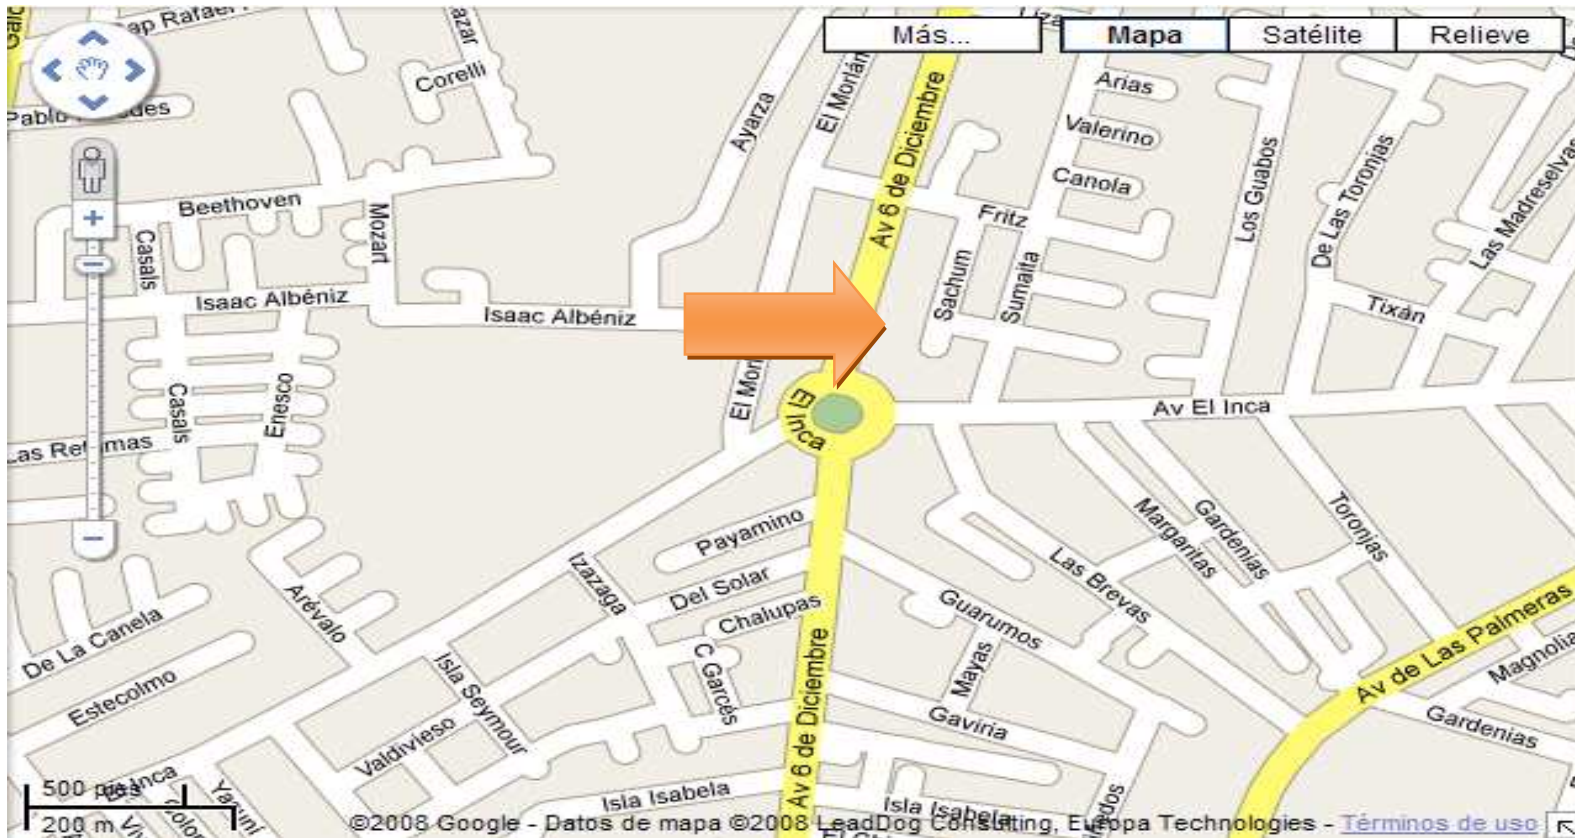 Más...
Mapa
Satélite
Relieve
Corelli
Ayarza
El Morlán
Av 6 de Diciembre
Arias
Valerino
Canola
Fritz
Los Guabos
De Las Toronjas
Las Madreselvas
Beethoven
Mozart
Casals
Isaac Albéniz
Isaac Albéniz
Sachum
Sumaita
Tixán
Casals
Enesco
El Inca
Av El Inca
Payamino
Del Solar
Chalupas
Izazaga
Arévalo
De La Canela
Estecolmo
Isla Seymour
Valdivieso
C Garcés
Av 6 de Diciembre
Guarumos
Mayas
Gaviria
Las Brevas
Margaritas
Gardenias
Toronjas
Av de Las Palmeras
Magnolia
Gardenias
Isla Isabela
Isla Isabela
500 pies
200 m
©2008 Google - Datos de mapa ©2008 LeadDog Consulting, Europa Technologies - Términos de uso